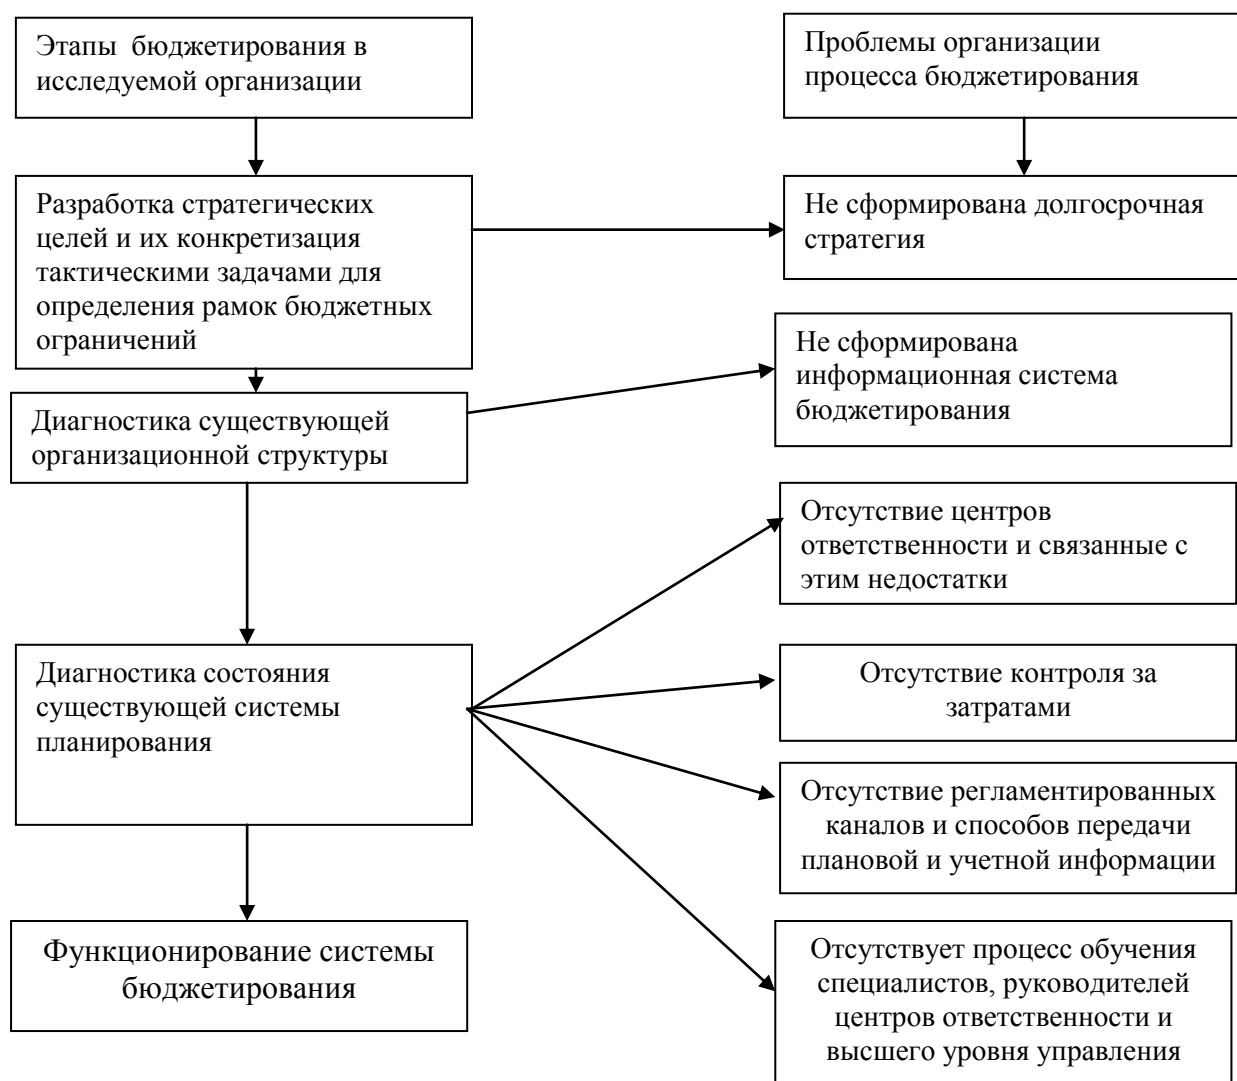 Этапы бюджетирования в
исследуемой организации
Проблемы организации
процесса бюджетирования
Разработка стратегических
целей и их конкретизация
тактическими задачами для
определения рамок бюджетных
ограничений
Не сформирована долгосрочная
стратегия
Не сформирована
информационная система
бюджетирования
Диагностика существующей
организационной структуры
Отсутствие центров
ответственности и связанные с
этим недостатки
Диагностика состояния
существующей системы
планирования
Отсутствие контроля за
затратами
Отсутствие регламентированных
каналов и способов передачи
плановой и учетной информации
Функционирование системы
бюджетирования
Отсутствует процесс обучения
специалистов, руководителей
центров ответственности и
высшего уровня управления